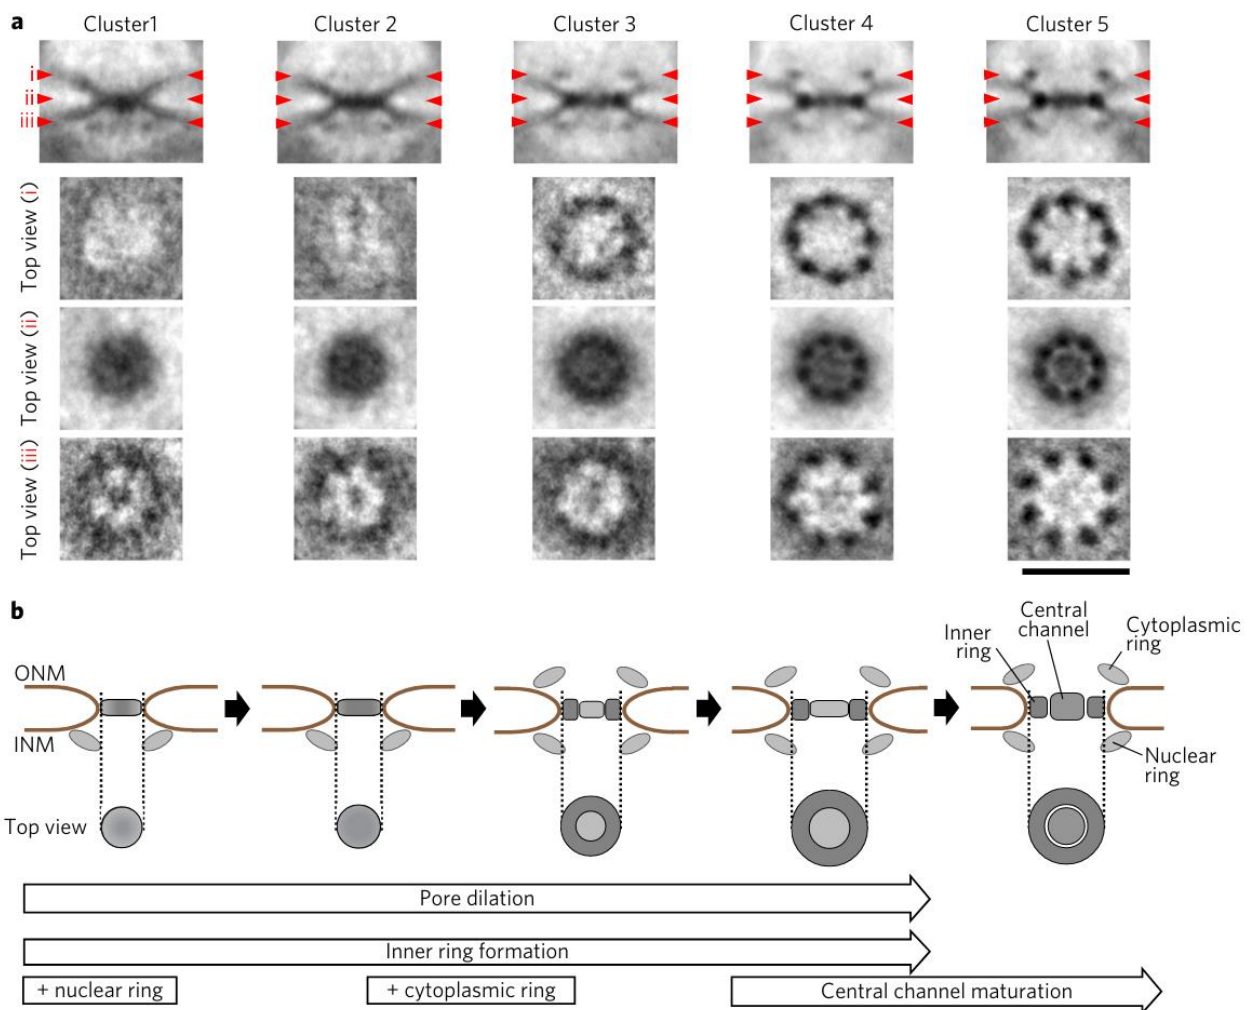 a
Cluster1 Cluster 2 Cluster 3 Cluster 4 Cluster 5
i
ii
iii
Top view (i)
Top view (ii)
Top view (iii)
b
Inner ring
Central channel
Cytoplasmic ring
ONM
INM
Nuclear ring
Top view
Pore dilation
Inner ring formation
+ nuclear ring + cytoplasmic ring Central channel maturation